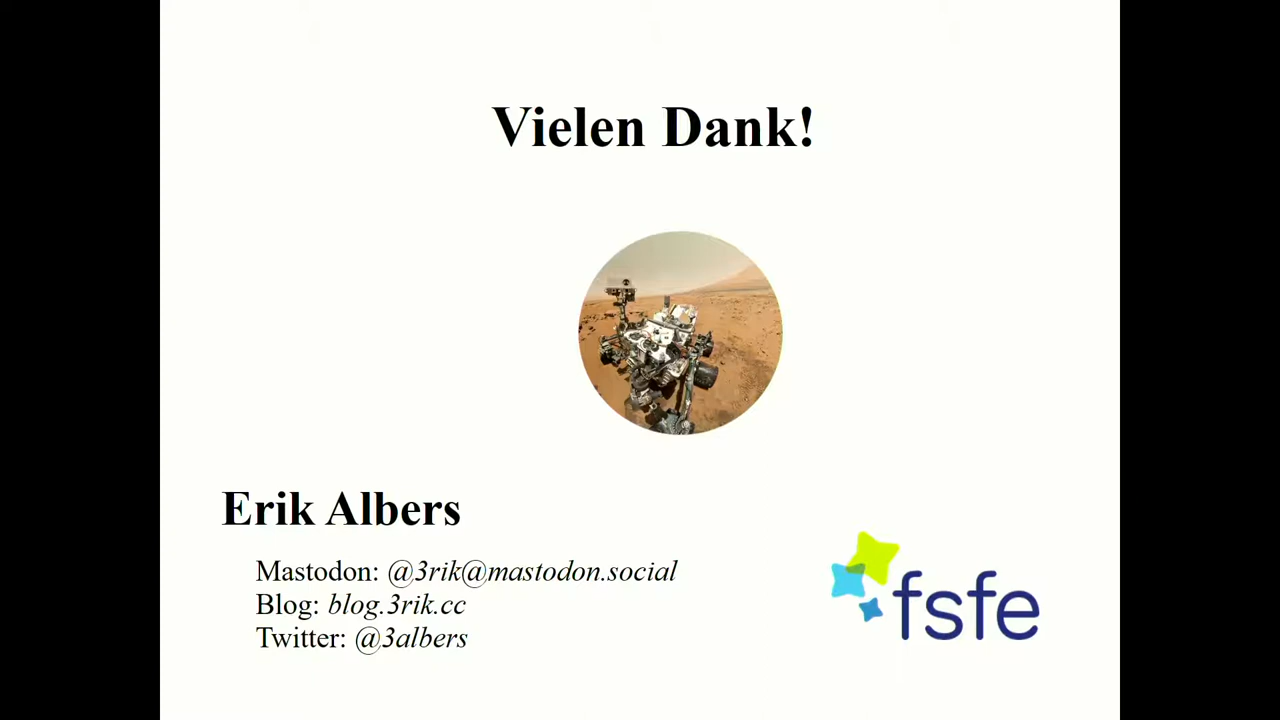 Vielen Dank!
Erik Albers
Mastodon: @3rik@mastodon.social
Blog: blog.3rik.cc
Twitter: @3albers
fsfe